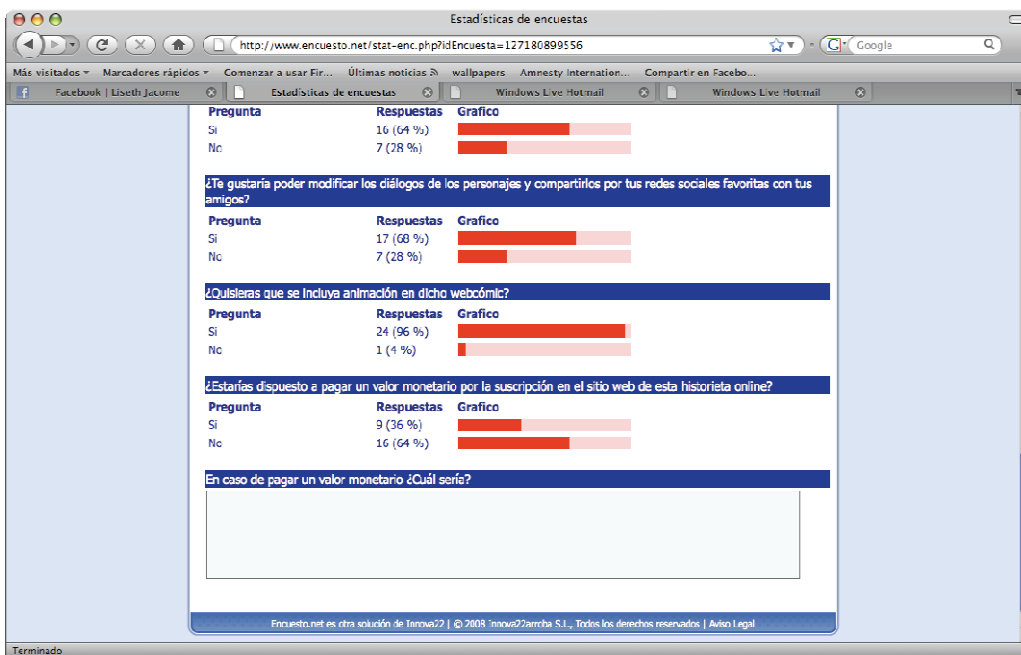 Estadísticas de encuestas
http://www.encuesto.net/stat-enc.php?idEncuesta=127180899556
Google
Más visitados Marcadores rápidos Comenzar a usar Fir... Últimas noticias wallpapers Amnesty Internation... Compartir en Facebo...
Facebook | Liseth Jacome Estadísticas de encuestas Windows Live Hotmail Windows Live Hotmail
Pregunta Respuestas Grafico
Si 16 (64 %)
No 7 (28 %)
¿Te gustaría poder modificar los diálogos de los personajes y compartirlos por tus redes sociales favoritas con tus
amigos?
Pregunta Respuestas Grafico
Si 17 (68 %)
No 7 (28 %)
¿Quisieras que se incluya animación en dicho webcómic?
Pregunta Respuestas Grafico
Si 24 (96 %)
No 1 (4 %)
¿Estarías dispuesto a pagar un valor monetario por la suscripción en el sitio web de esta historieta online?
Pregunta Respuestas Grafico
Si 9 (36 %)
No 16 (64 %)
En caso de pagar un valor monetario ¿Cuál sería?
Encuesto.net es otra solución de Innova22 | © 2008 Innova22arroba S.L., Todos los derechos reservados | Aviso Legal
Terminado